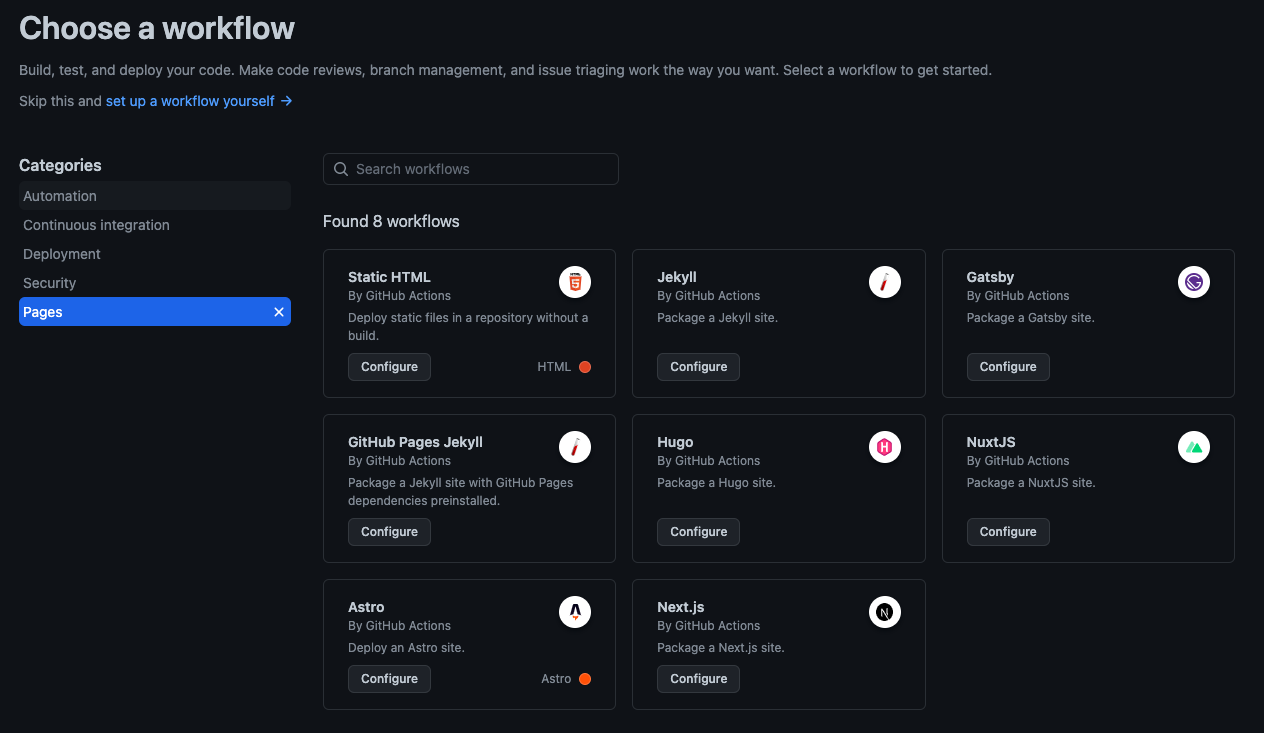 Choose a workflow
Build, test, and deploy your code. Make code reviews, branch management, and issue triaging work the way you want. Select a workflow to get started.
Skip this and set up a workflow yourself →
Categories
Automation
Continuous integration
Deployment
Security
Pages
Search workflows
Found 8 workflows
Static HTML
By GitHub Actions
Deploy static files in a repository without a
build.
Configure
HTML
Jekyll
By GitHub Actions
Package a Jekyll site.
Configure
Gatsby
By GitHub Actions
Package a Gatsby site.
Configure
GitHub Pages Jekyll
By GitHub Actions
Package a Jekyll site with GitHub Pages
dependencies preinstalled.
Configure
Hugo
By GitHub Actions
Package a Hugo site.
Configure
NuxtJS
By GitHub Actions
Package a NuxtJS site.
Configure
Astro
By GitHub Actions
Deploy an Astro site.
Configure
Astro
Next.js
By GitHub Actions
Package a Next.js site.
Configure